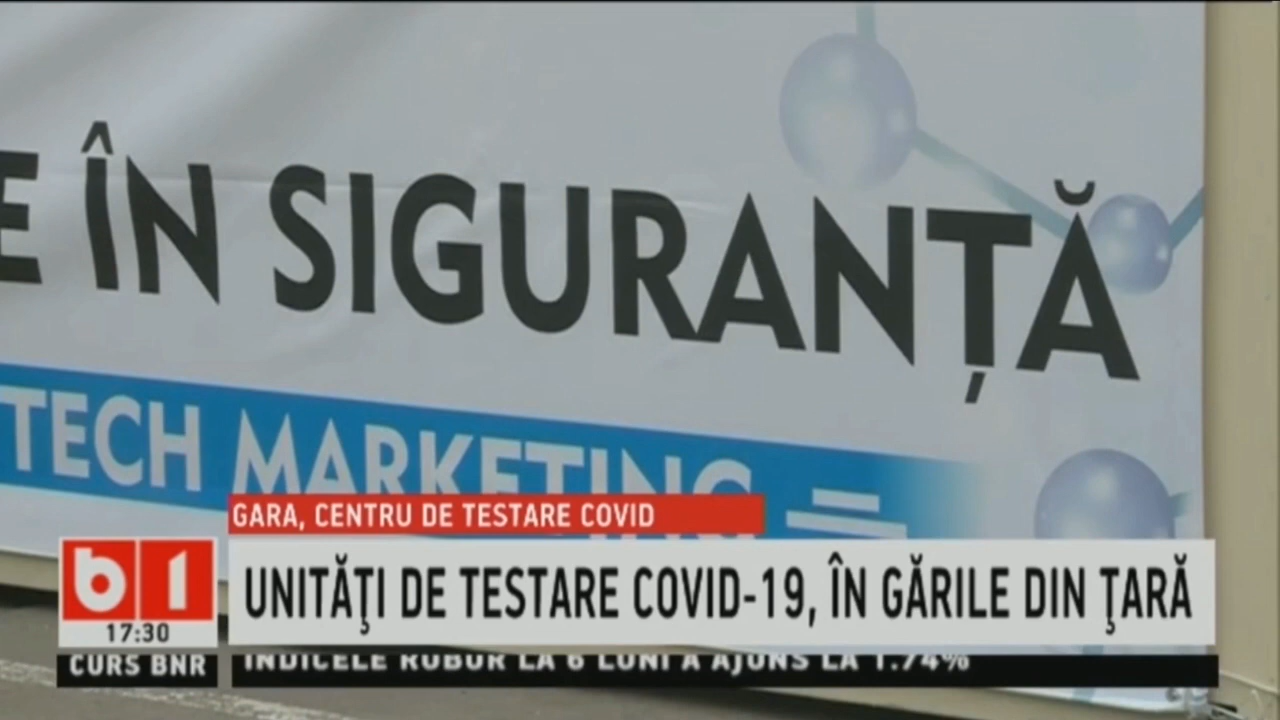 E ÎN SIGURANȚĂ
TECH MARKETING
GARA, CENTRU DE TESTARE COVID
UNITĂŢI DE TESTARE COVID-19, ÎN GĂRILE DIN ŢARĂ
b1
17:30
CURS BNR
INDICELE ROBOR LA 6 LUNI A AJUNS LA 1.74%